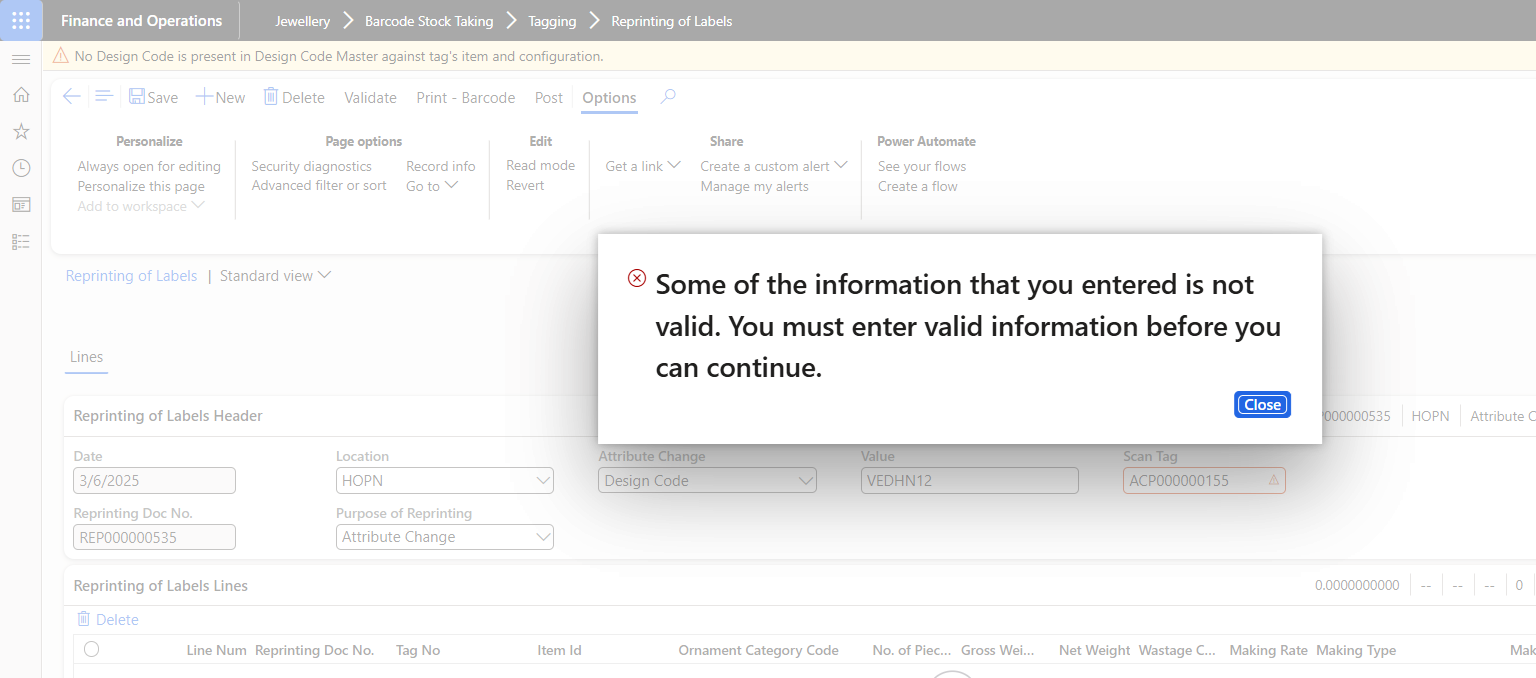 Finance and Operations Jewellery Barcode Stock Taking Tagging Reprinting of Labels
No Design Code is present in Design Code Master against tag's item and configuration.
Save New Delete Validate Print - Barcode Post Options
Personalize Page options Edit Share Power Automate
Always open for editing Security diagnostics Record info Read mode Get a link Create a custom alert See your flows
Personalize this page Advanced filter or sort Go to Revert Manage my alerts Create a flow
Add to workspace
Reprinting of Labels | Standard view
Some of the information that you entered is not
valid. You must enter valid information before you
can continue.
Close
Lines
Reprinting of Labels Header 000000535 HOPN Attribute C
Date Location Attribute Change Value Scan Tag
3/6/2025 HOPN Design Code VEDHN12 ACP000000155
Reprinting Doc No. Purpose of Reprinting
REP000000535 Attribute Change
Reprinting of Labels Lines 0.0000000000 -- -- -- 0
Delete
Line Num Reprinting Doc No. Tag No Item Id Ornament Category Code No. of Piec... Gross Wei... Net Weight Wastage C... Making Rate Making Type Mak